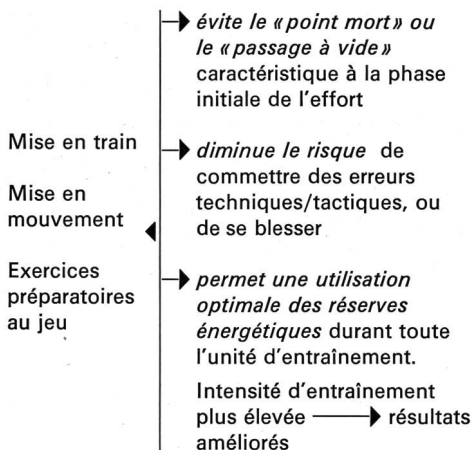 Mise en train
Mise en
mouvement
Exercices
préparatoires
au jeu
évite le «point mort» ou
le «passage à vide»
caractéristique à la phase
initiale de l'effort
diminue le risque de
commettre des erreurs
techniques/tactiques, ou
de se blesser
permet une utilisation
optimale des réserves
énergétiques durant toute
l'unité d'entraînement.
Intensité d'entraînement
plus élevée → résultats
améliorés